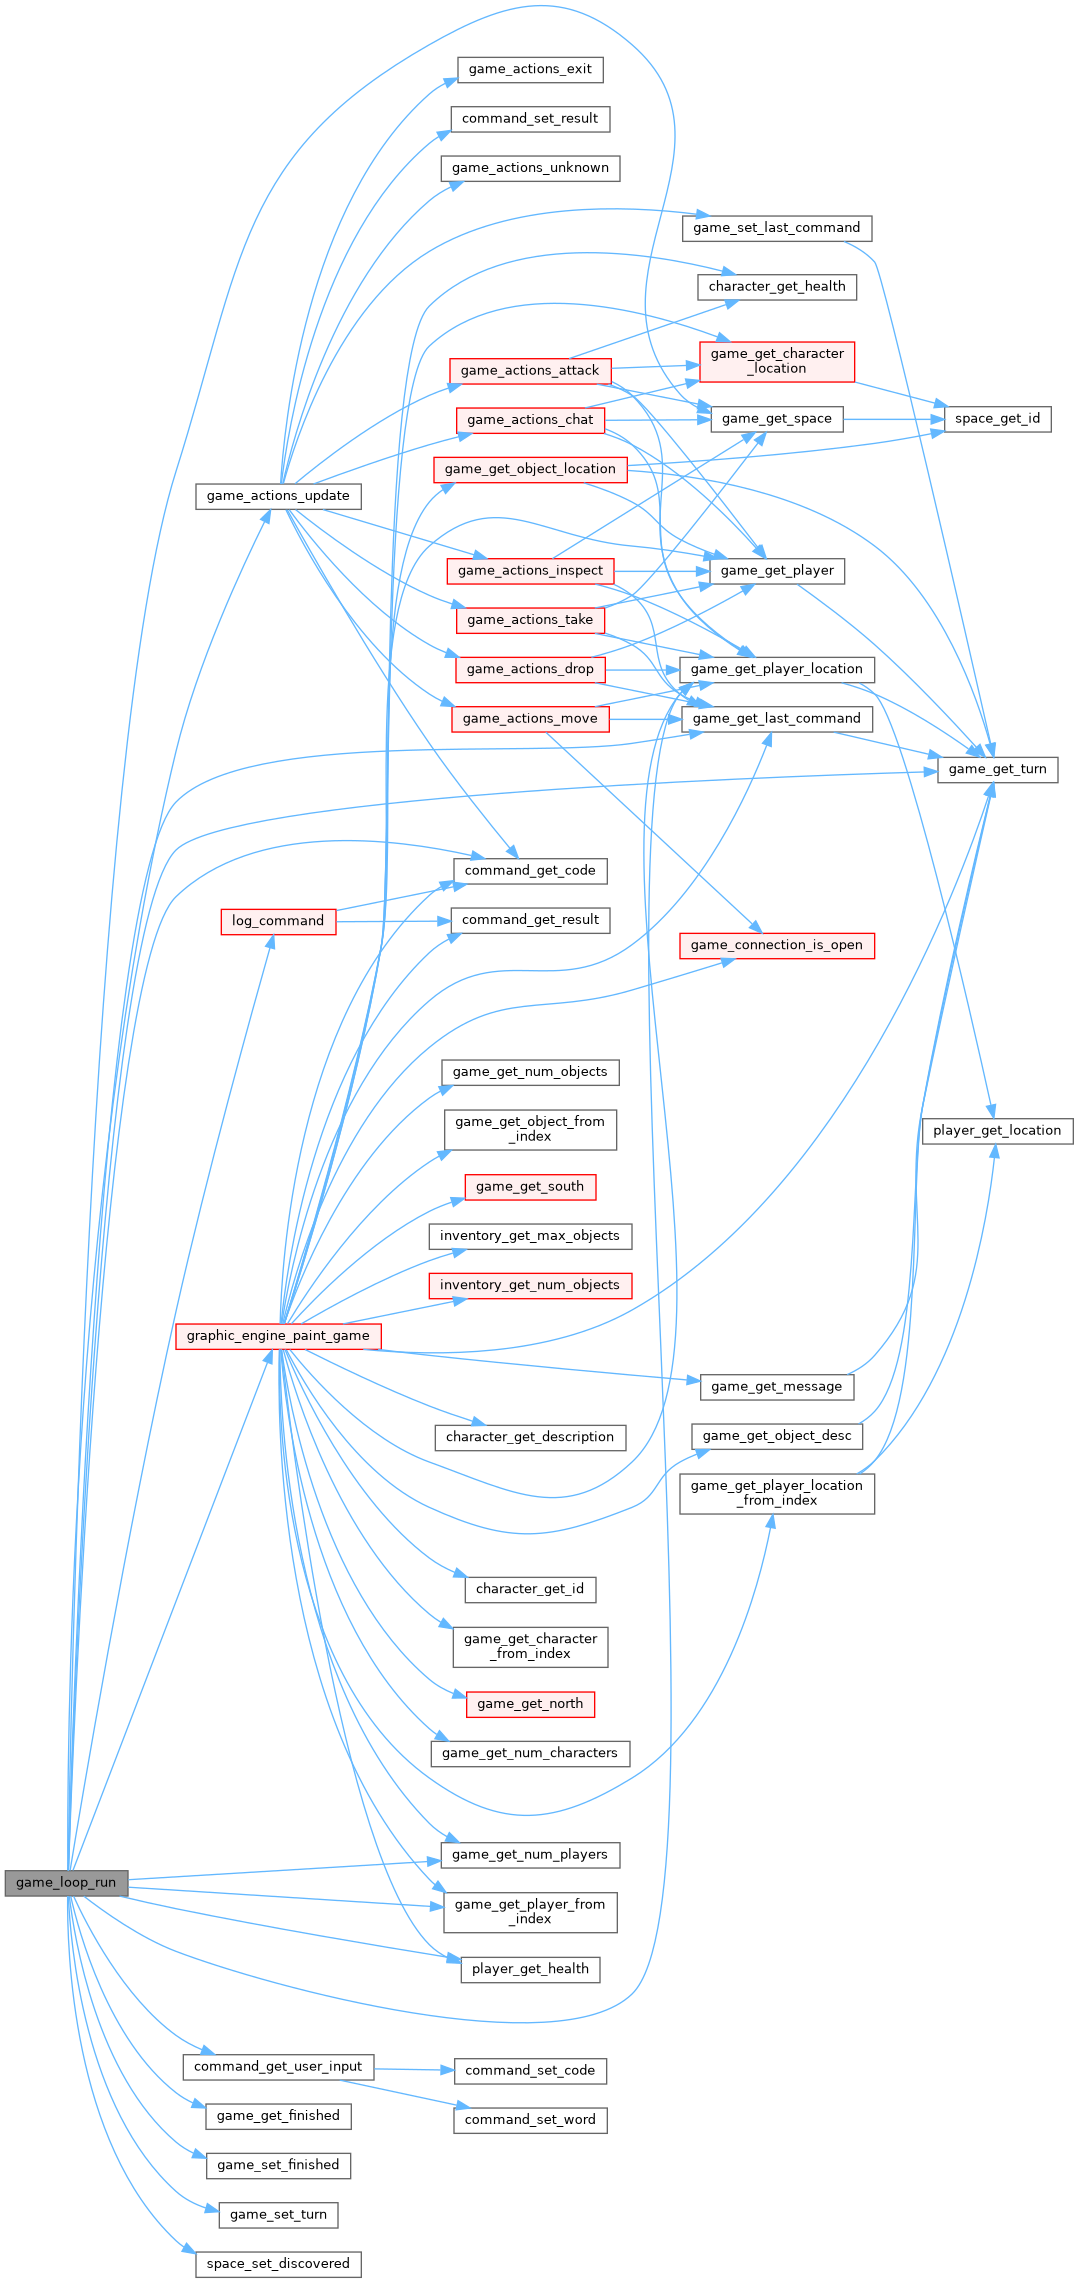 game_actions_exit
command_set_result
game_actions_unknown
game_set_last_command
character_get_health
game_get_character
_location
game_actions_attack
game_actions_chat
game_get_space
space_get_id
game_get_object_location
game_actions_update
game_actions_inspect
game_get_player
game_actions_take
game_actions_drop
game_get_player_location
game_actions_move
game_get_last_command
game_get_turn
command_get_code
log_command
command_get_result
game_connection_is_open
game_get_num_objects
game_get_object_from
_index
player_get_location
game_get_south
inventory_get_max_objects
inventory_get_num_objects
graphic_engine_paint_game
game_get_message
character_get_description
game_get_object_desc
game_get_player_location
_from_index
character_get_id
game_get_character
_from_index
game_get_north
game_get_num_characters
game_get_num_players
game_loop_run
game_get_player_from
_index
player_get_health
command_get_user_input
command_set_code
game_get_finished
command_set_word
game_set_finished
game_set_turn
space_set_discovered